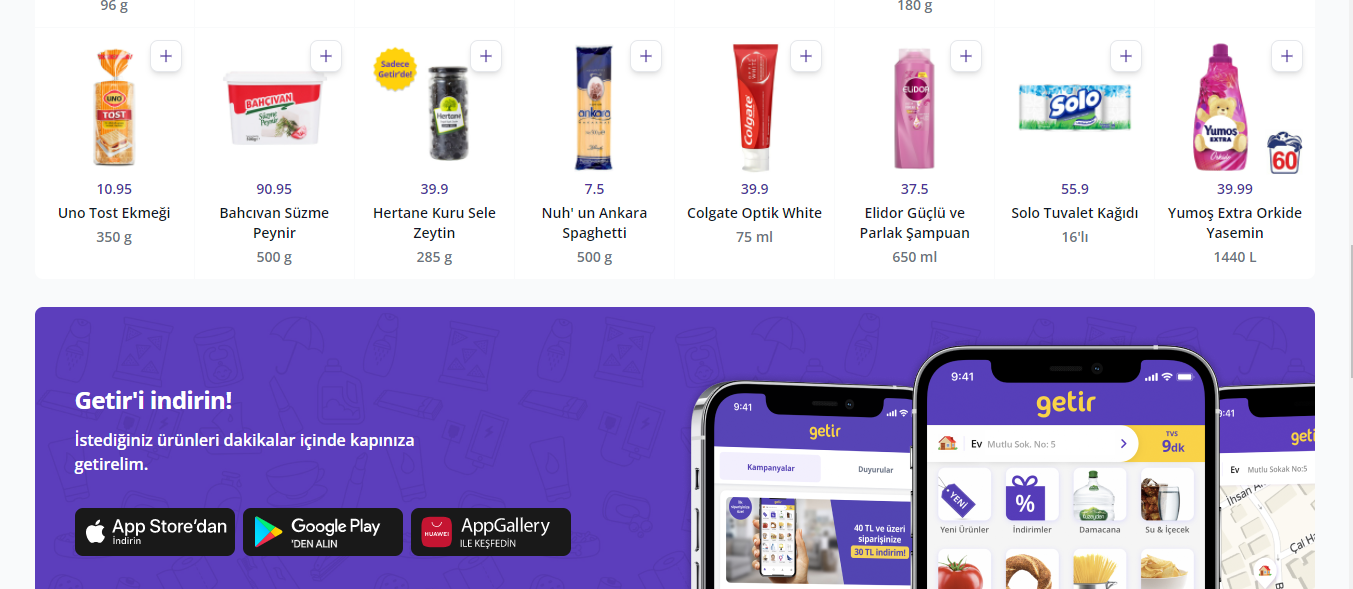 96 g
180 g
UNO
TOST
BAHÇIVAN
Süzme
Peynir
Sadece
Getir'de!
Hertane
ankara
Colgate
WHITE
ELIDOR
Solo
Yumoş
EXTRA
Orkide
60
10.95
90.95
39.9
7.5
39.9
37.5
55.9
39.99
Uno Tost Ekmeği
Bahcıvan Süzme
Peynir
Hertane Kuru Sele
Zeytin
Nuh' un Ankara
Spaghetti
Colgate Optik White
Elidor Güçlü ve
Parlak Şampuan
Solo Tuvalet Kağıdı
Yumoş Extra Orkide
Yasemin
350 g
500 g
285 g
500 g
75 ml
650 ml
16'lı
1440 L
Getir'i indirin!
İstediğiniz ürünleri dakikalar içinde kapınıza
getirelim.
App Store'dan
İndirin
Google Play
'DEN ALIN
HUAWEI
AppGallery
ILE KEŞFEDİN
9:41
getir
Kampanyalar
Duyurular
40 TL ve üzeri
siparişinize
30 TL indirim!
9:41
getir
Ev Mutlu Sok. No: 5
TVS
9dk
YENİ
%
Yeni Ürünler
İndirimler
Damacana
Su & İçecek
9:41
geti
Ev Mutlu Sokak No:5